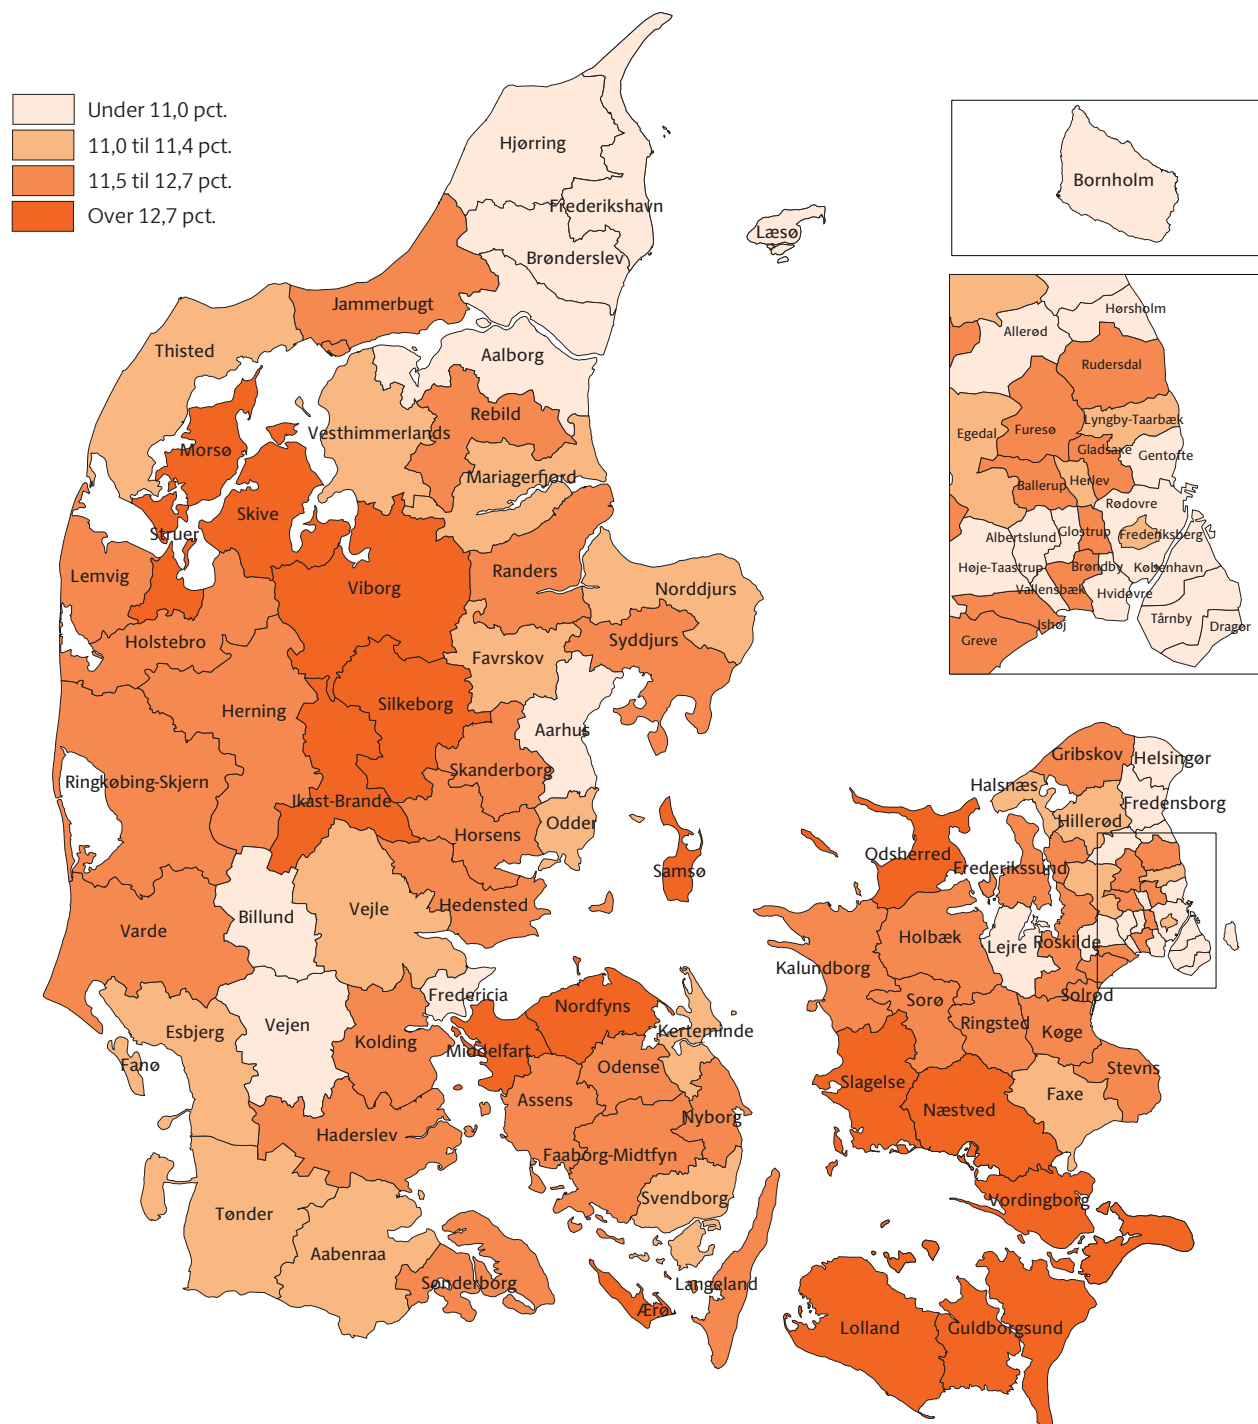 Under 11,0 pct.
11,0 til 11,4 pct.
11,5 til 12,7 pct.
Over 12,7 pct.
Hjørring
Frederikshavn
Læsø
Brønderslev
Jammerbugt
Thisted
Aalborg
Rebild
Vesthimmerlands
Morsø
Mariagerfjord
Skive
Struer
Lemvig
Viborg
Randers
Norddjurs
Holstebro
Syddjurs
Favrskov
Silkeborg
Herning
Aarhus
Skanderborg
Ringkøbing-Skjern
Ikast-Brande
Horsens
Odder
Samsø
Hedensted
Vejle
Billund
Varde
Fredericia
Vejen
Kolding
Esbjerg
Fanø
Haderslev
Tønder
Aabenraa
Sønderborg
Nordfyns
Middelfart
Kerteminde
Odense
Assens
Nyborg
Faaborg-Midtfyn
Svendborg
Langeland
Ærø
Bornholm
Hørsholm
Allerød
Rudersdal
Lyngby-Taarbæk
Egedal
Furesø
Gladsaxe
Gentofte
Ballerup
Herlev
Rødovre
Albertslund
Glostrup
Frederiksberg
Høje-Taastrup
Brøndby
København
Vallensbæk
Hvidovre
Tårnby
Dragør
Ishøj
Greve
Gribskov
Helsingør
Halsnæs
Fredensborg
Hillerød
Odsherred
Frederikssund
Holbæk
Lejre
Roskilde
Kalundborg
Solrød
Sorø
Ringsted
Køge
Stevns
Slagelse
Næstved
Faxe
Vordingborg
Lolland
Guldborgsund